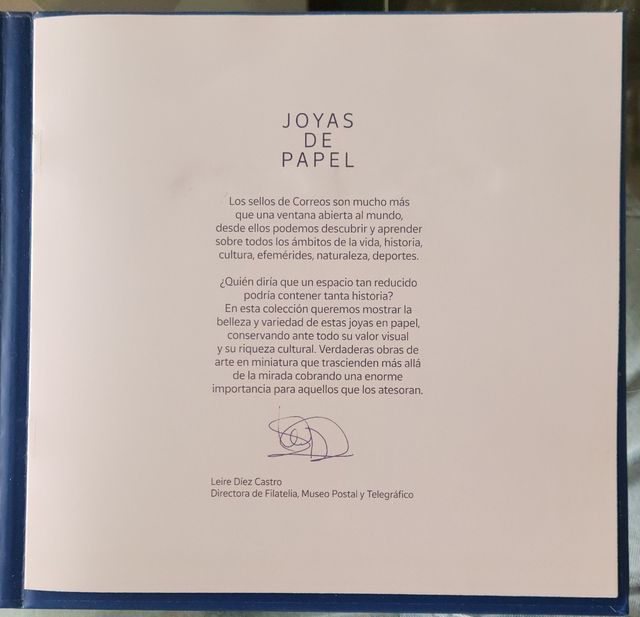 JOYAS
DE
PAPEL
Los sellos de Correos son mucho más
que una ventana abierta al mundo,
desde ellos podemos descubrir y aprender
sobre todos los ámbitos de la vida, historia,
cultura, efemérides, naturaleza, deportes.
¿Quién diría que un espacio tan reducido
podría contener tanta historia?
En esta colección queremos mostrar la
belleza y variedad de estas joyas en papel,
conservando ante todo su valor visual
y su riqueza cultural. Verdaderas obras de
arte en miniatura que trascienden más allá
de la mirada cobrando una enorme
importancia para aquellos que los atesoran.
Leire Díez Castro
Directora de Filatelia, Museo Postal y Telegráfico